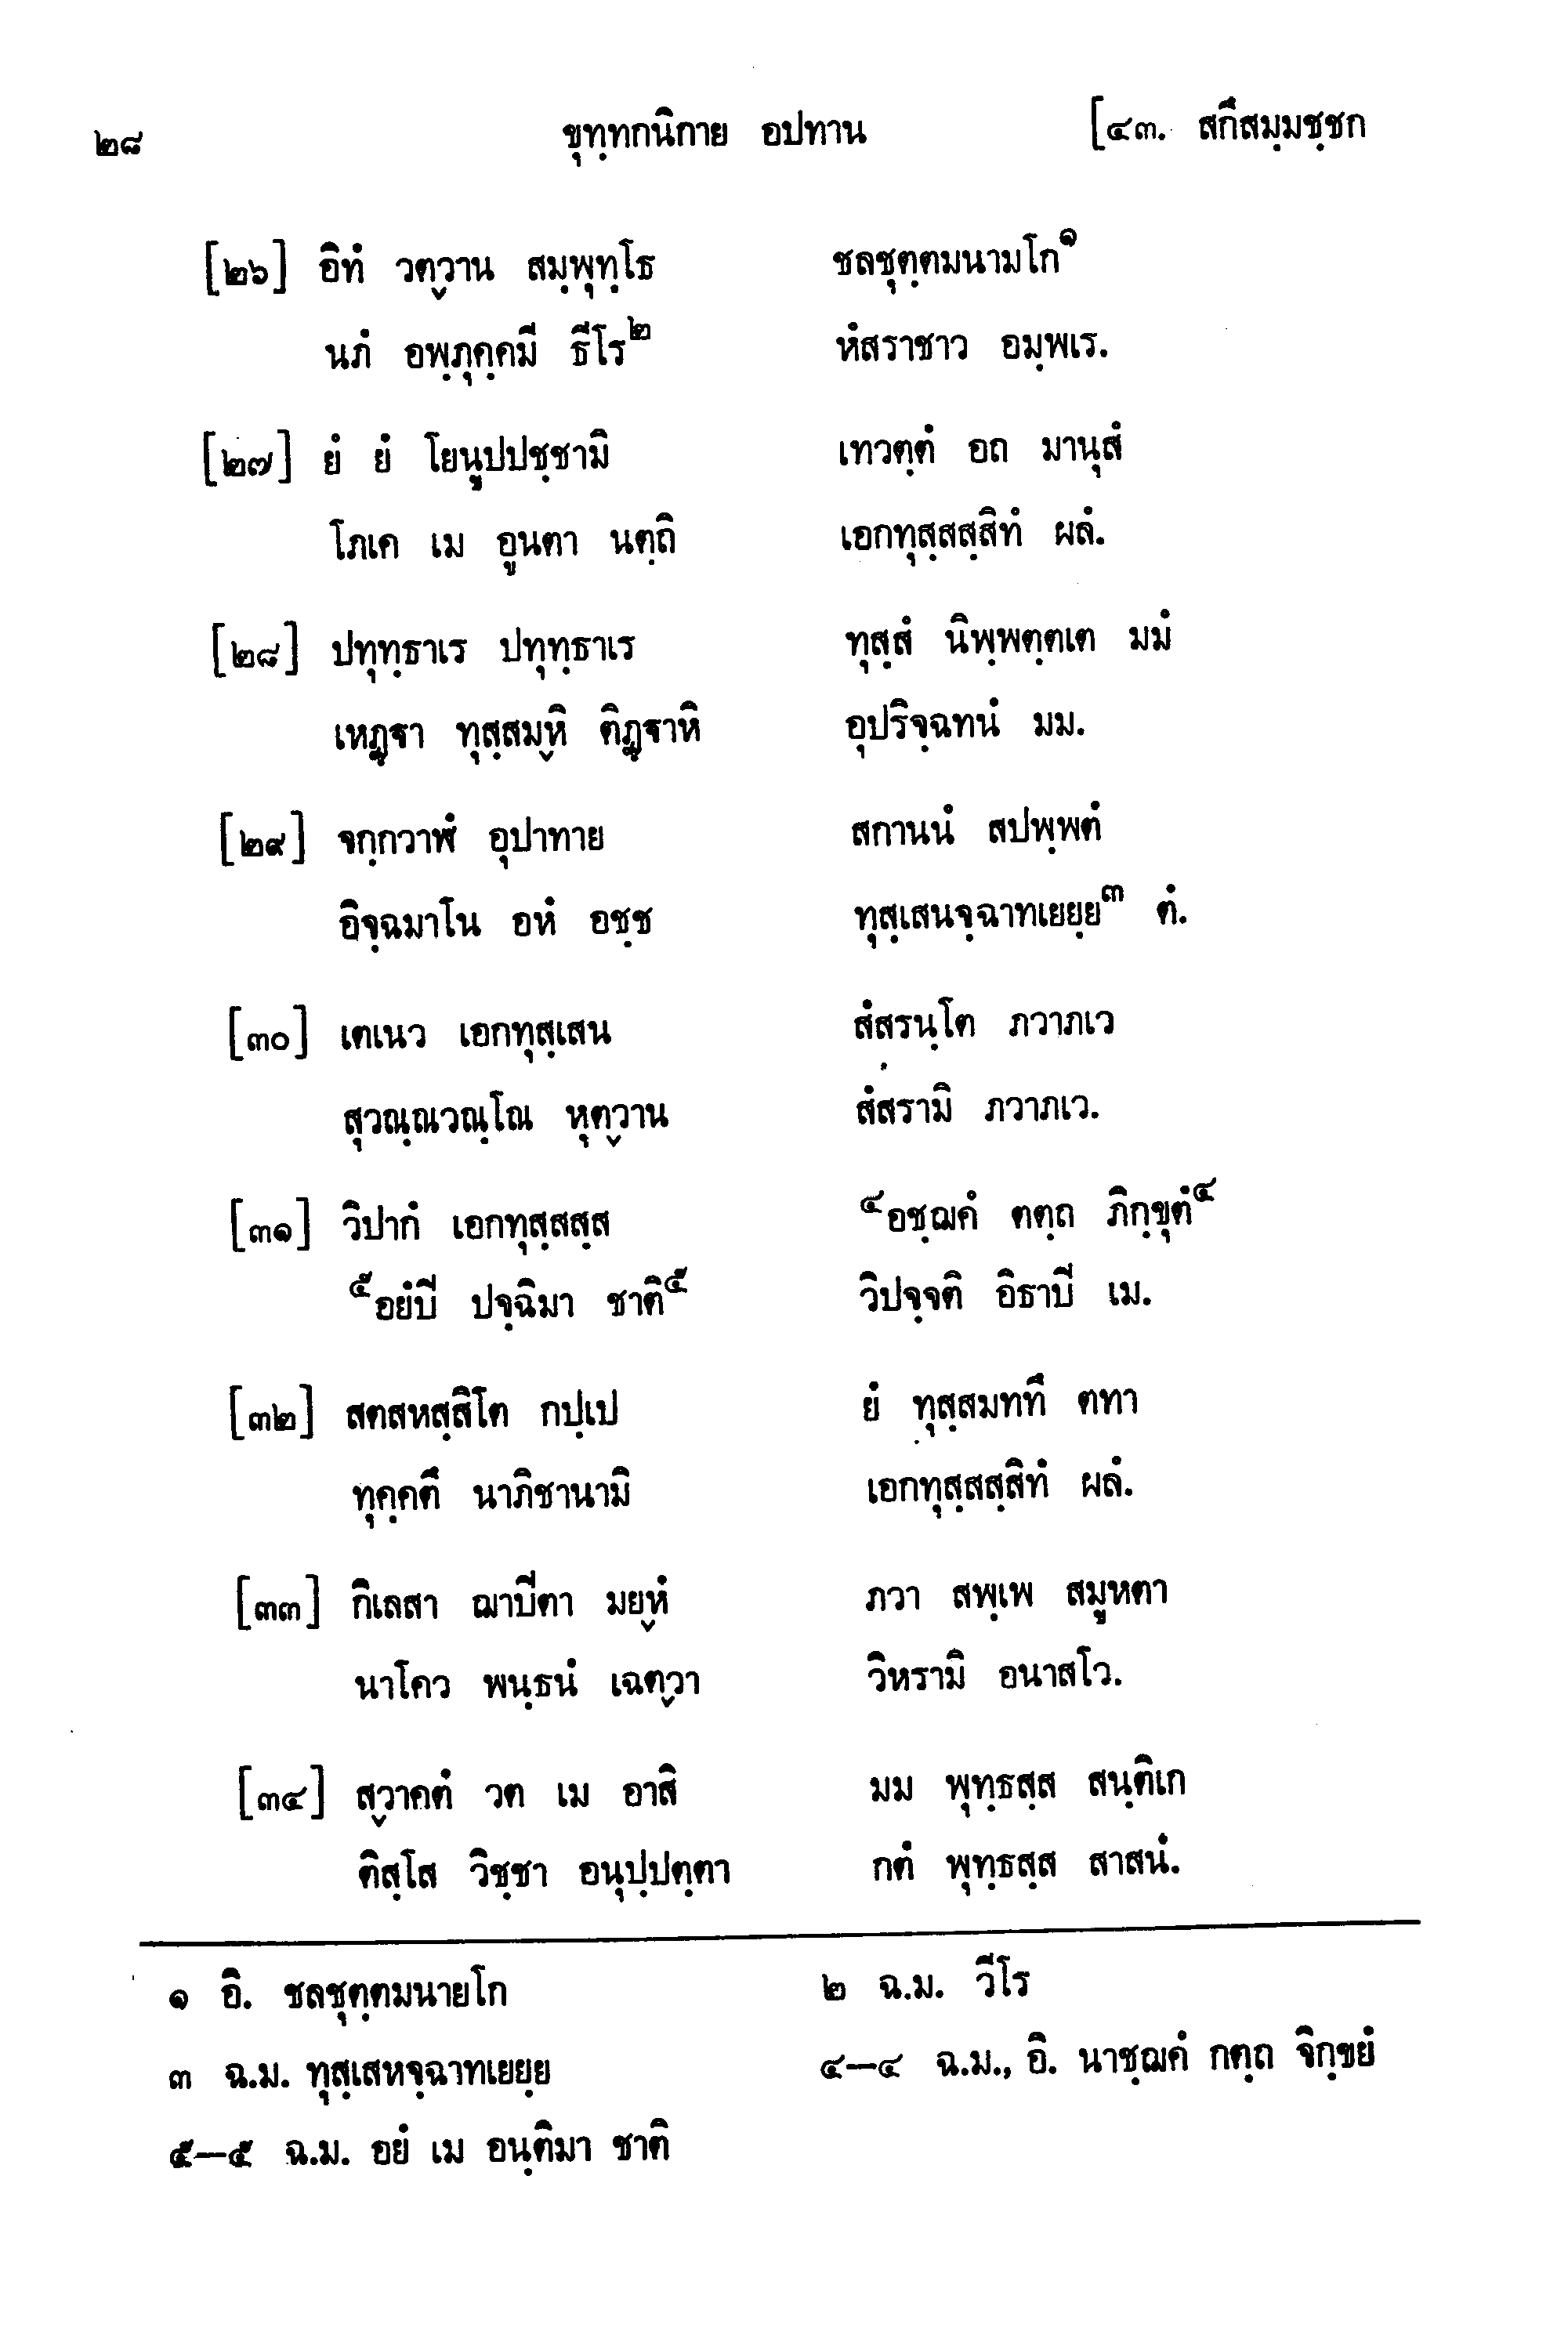 ๒๘ ขุทฺทกนิกาย อปทาน [๔๓. สกึสมฺมชฺชก
[๒๖] อิทํ วตฺวาน สมฺพุทฺโธ ชลชุตฺตมนามโก๑
นภํ อพฺภุคฺคมี ธีโร๒ หํสราชาว อมฺพเร.
[๒๗] ยํ ยํ โยนูปปชฺชามิ เทวตฺตํ อถ มานุสํ
โภเค เม อูนตา นตฺถิ เอกทุสฺสสฺสิทํ ผลํ.
[๒๘] ปทุทฺธาเร ปทุทฺธาเร ทุสฺสํ นิพฺพตฺตเต มมํ
เหฏฺฐา ทุสฺสมฺหิ ติฏฺฐาหิ อุปริจฺฉทนํ มม.
[๒๙] จกฺกวาฬํ อุปาทาย สกานนํ สปพฺพตํ
อิจฺฉมาโน อหํ อชฺช ทุสฺเสนจฺฉาทเยยฺย๓ ตํ.
[๓๐] เตเนว เอกทุสฺเสน สํสรนฺโต ภวาภเว
สุวณฺณวณฺโณ หุตฺวาน สํสรามิ ภวาภเว.
[๓๑] วิปากํ เอกทุสฺสสฺส ๔อชฺฌคํ ตตฺถ ภิกฺขุตํ๔
๕อยํปี ปจฺฉิมา ชาติ๕ วิปจฺจติ อิธาปี เม.
[๓๒] สตสหสฺสิโต กปฺเป ยํ ทุสฺสมททึ ตทา
ทุคฺคตึ นาภิชานามิ เอกทุสฺสสฺสิทํ ผลํ.
[๓๓] กิเลสา ฌาปิตา มยฺหํ ภวา สพฺเพ สมูหตา
นาโคว พนฺธนํ เฉตฺวา วิหรามิ อนาสโว.
[๓๔] สฺวาคตํ วต เม อาสิ มม พุทฺธสฺส สนฺติเก
ติสฺโส วิชฺชา อนุปฺปตฺตา กตํ พุทฺธสฺส สาสนํ.
๑ อิ. ชลชุตฺตมนายโก ๒ ฉ.ม. วีโร
๓ ฉ.ม. ทุสฺเสหจฺฉาทเยยฺย ๔–๔ ฉ.ม., อิ. นาชฺฌคํ กตฺถ จิกฺขยํ
๕–๕ ฉ.ม. อยํ เม อนฺติมา ชาติ